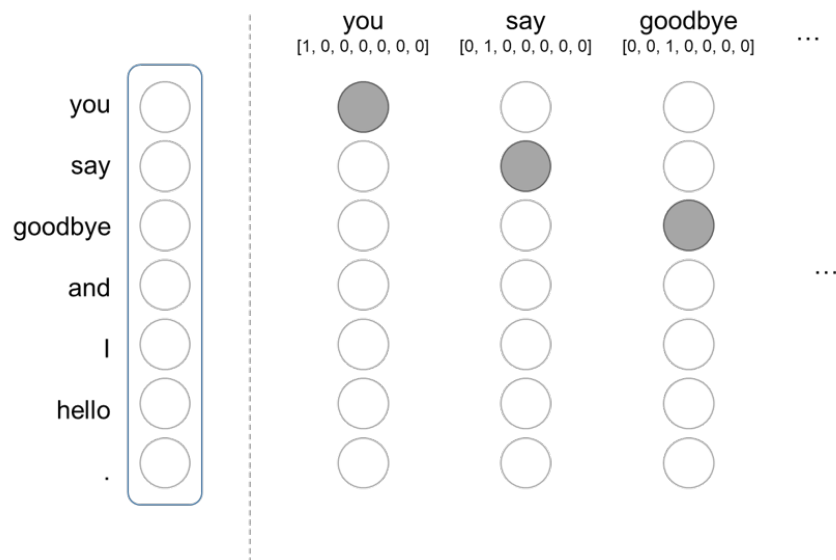 you say goodbye ...
[1, 0, 0, 0, 0, 0, 0] [0, 1, 0, 0, 0, 0, 0] [0, 0, 1, 0, 0, 0, 0]
you
say
goodbye
and
...
I
hello
.